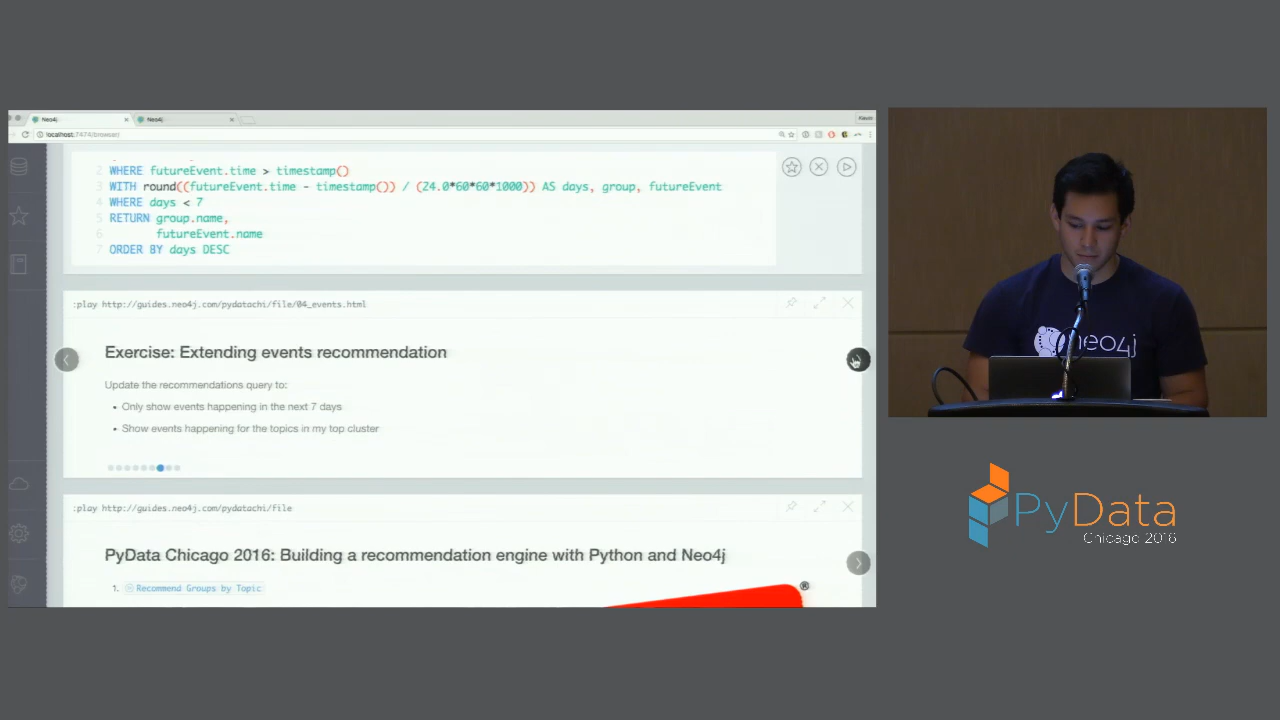 Neo4j
Neo4j
Kevin
localhost:7474/browser/
2 WHERE futureEvent.time > timestamp()
3 WITH round((futureEvent.time - timestamp()) / (24.0*60*60*1000)) AS days, group, futureEvent
4 WHERE days < 7
5 RETURN group.name,
6 futureEvent.name
7 ORDER BY days DESC
:play http://guides.neo4j.com/pydatachi/file/04_events.html
Exercise: Extending events recommendation
Update the recommendations query to:
• Only show events happening in the next 7 days
• Show events happening for the topics in my top cluster
:play http://guides.neo4j.com/pydatachi/file
PyData Chicago 2016: Building a recommendation engine with Python and Neo4j
1. Recommend Groups by Topic
®
neo4j
PyData
Chicago 2016